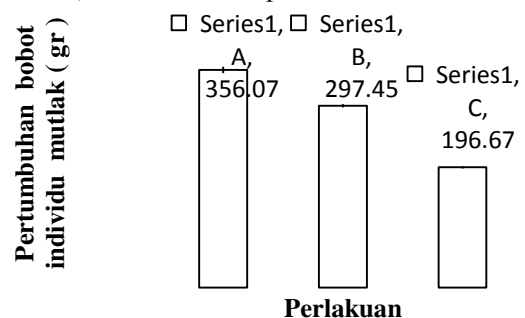 Pertumbuhan bobot
individu mutlak ( gr )
Series1,
A,
356.07
Series1,
B,
297.45
Series1,
C,
196.67
Perlakuan